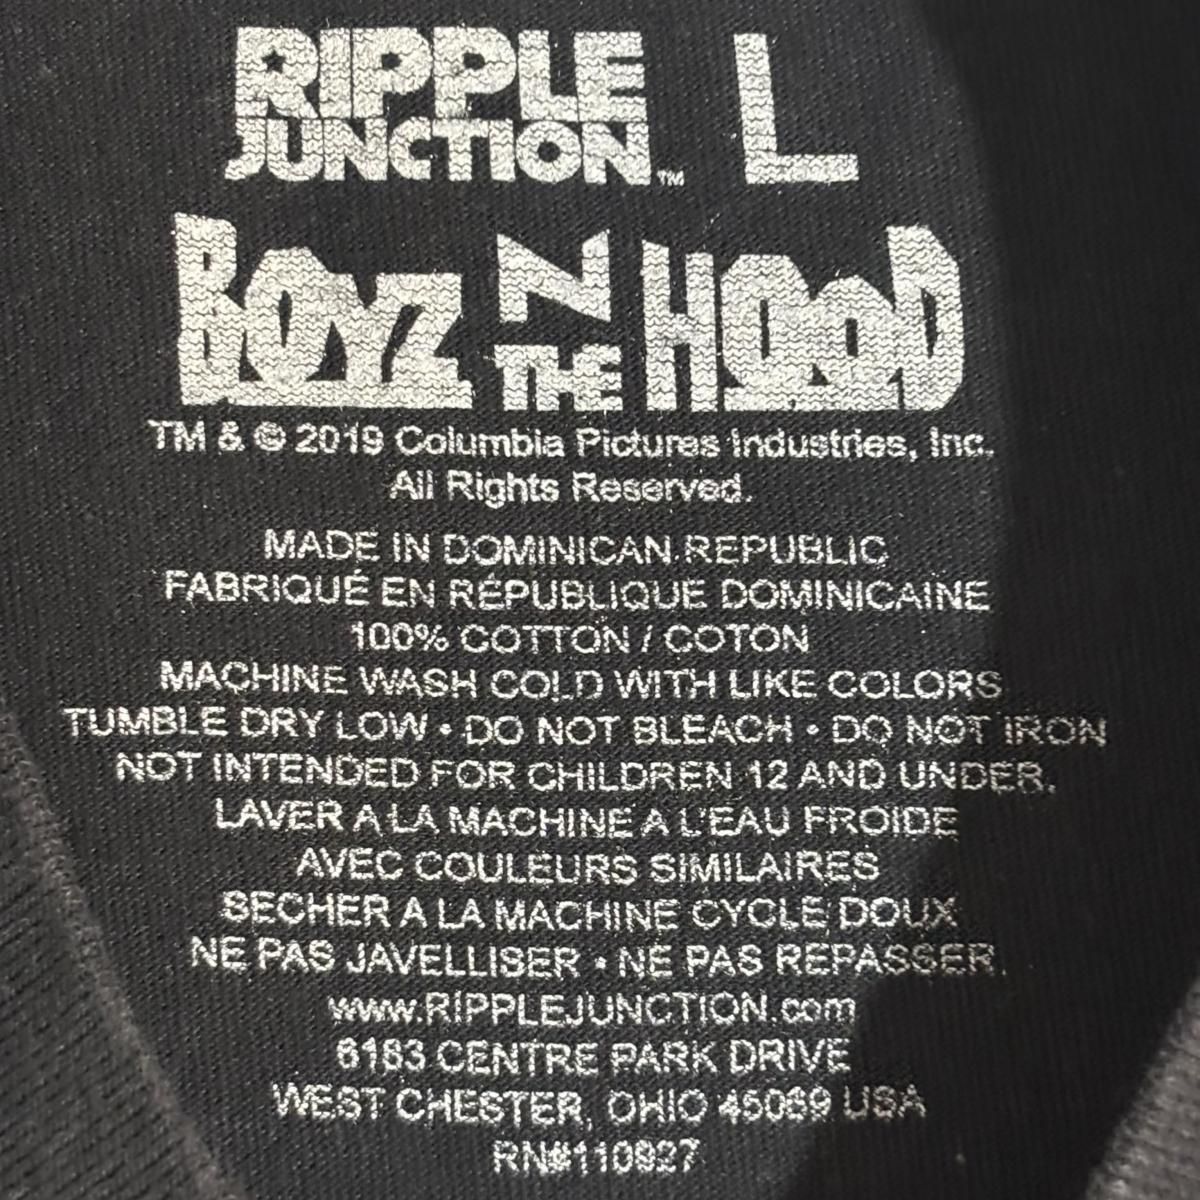 RIPPLE L
JUNCTION™
BOYZ N THE HOOD
TM & © 2019 Columbia Pictures Industries, Inc.
All Rights Reserved.
MADE IN DOMINICAN REPUBLIC
FABRIQUÉ EN RÉPUBLIQUE DOMINICAINE
100% COTTON / COTON
MACHINE WASH COLD WITH LIKE COLORS
TUMBLE DRY LOW • DO NOT BLEACH • DO NOT IRON
NOT INTENDED FOR CHILDREN 12 AND UNDER.
LAVER A LA MACHINE A L'EAU FROIDE
AVEC COULEURS SIMILAIRES
SECHER A LA MACHINE CYCLE DOUX
NE PAS JAVELLISER • NE PAS REPASSER.
www.RIPPLEJUNCTION.com
6183 CENTRE PARK DRIVE
WEST CHESTER, OHIO 45069 USA
RN#110827